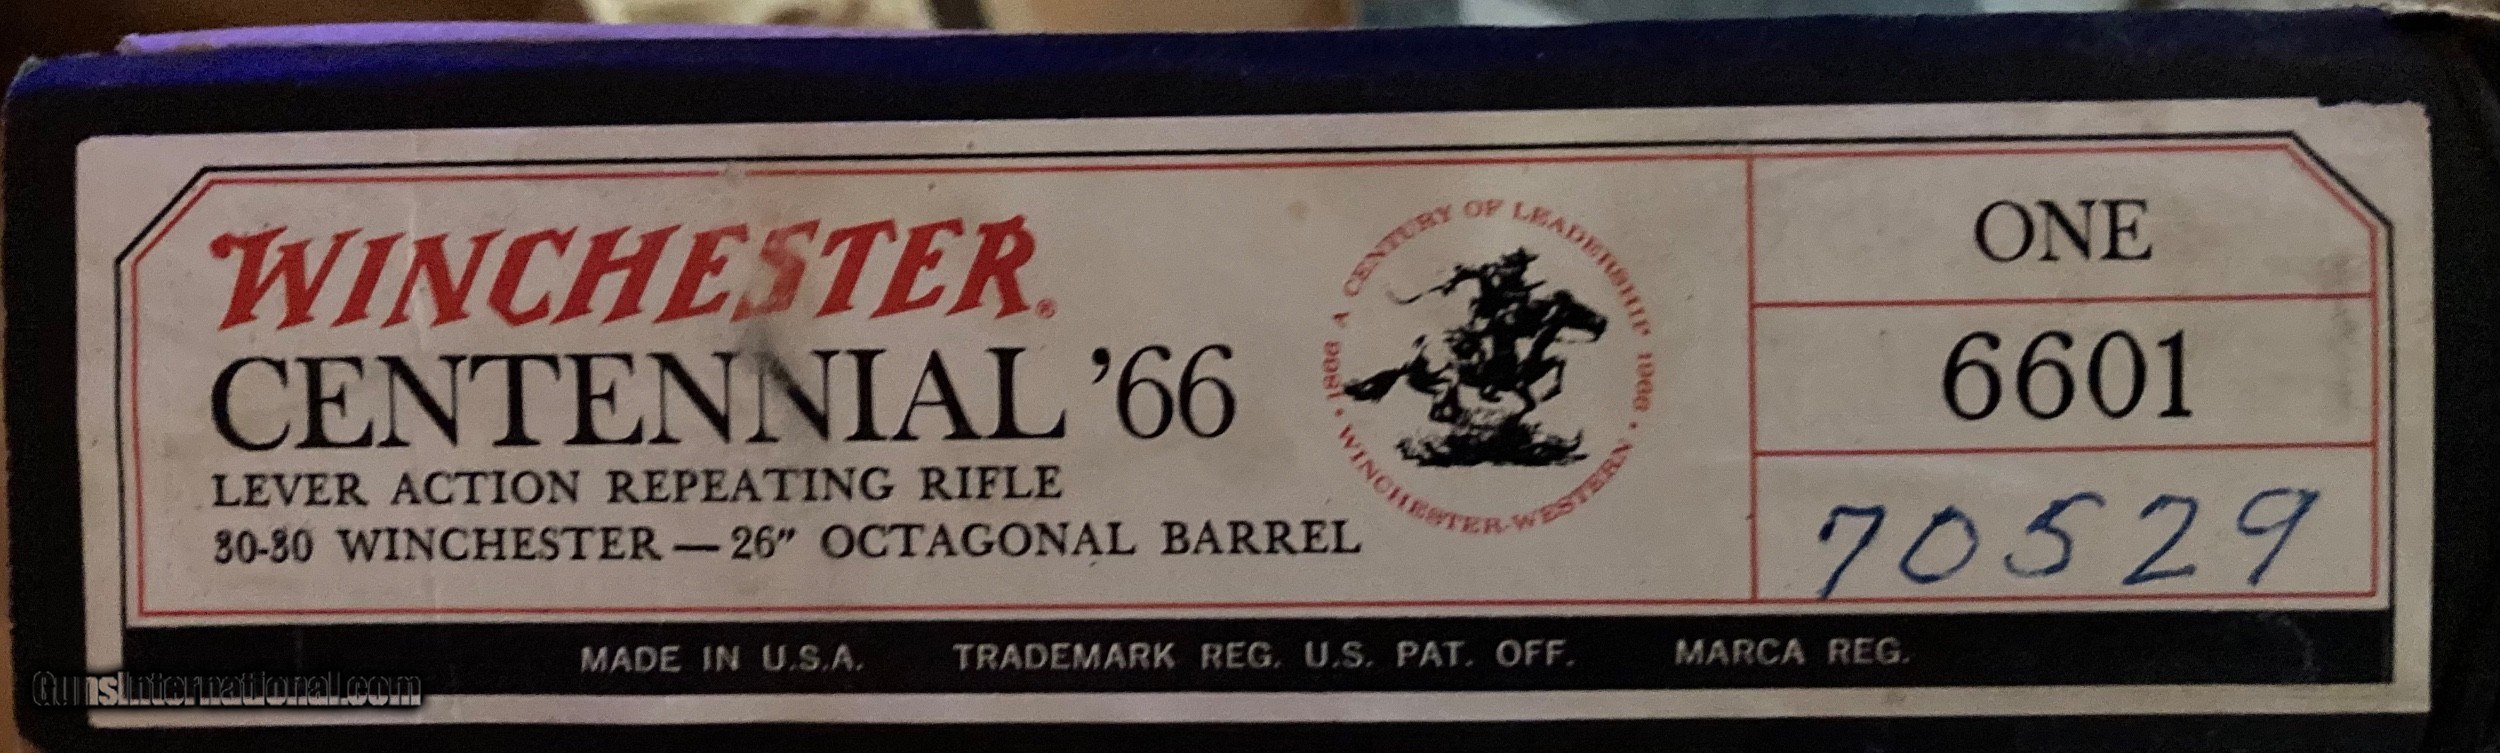 WINCHESTER®
CENTENNIAL '66
LEVER ACTION REPEATING RIFLE
30-30 WINCHESTER — 26" OCTAGONAL BARREL
1866 A CENTURY OF LEADERSHIP 1966 • WINCHESTER-WESTERN •
ONE
6601
70529
MADE IN U.S.A. TRADEMARK REG. U.S. PAT. OFF. MARCA REG.
GunsInternational.com